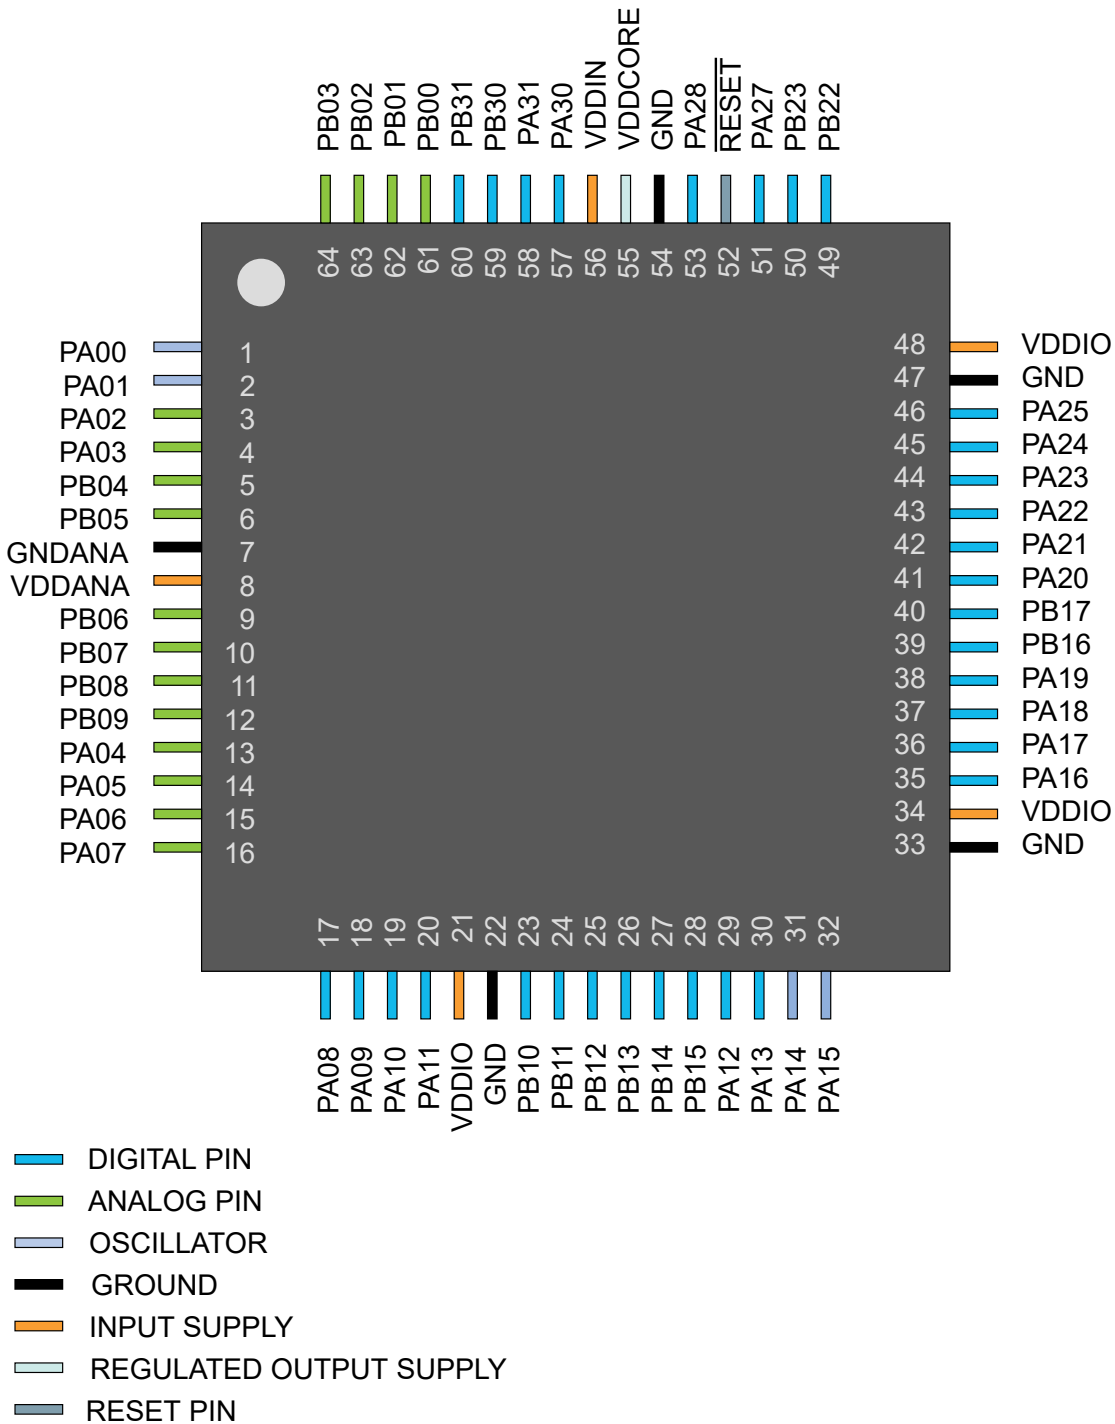 PB03
PB02
PB01
PB00
PB31
PB30
PA31
PA30
VDDIN
VDDCORE
GND
PA28
RESET
PA27
PB23
PB22
64
63
62
61
60
59
58
57
56
55
54
53
52
51
50
49
PA00 1
PA01 2
PA02 3
PA03 4
PB04 5
PB05 6
GNDANA 7
VDDANA 8
PB06 9
PB07 10
PB08 11
PB09 12
PA04 13
PA05 14
PA06 15
PA07 16
48 VDDIO
47 GND
46 PA25
45 PA24
44 PA23
43 PA22
42 PA21
41 PA20
40 PB17
39 PB16
38 PA19
37 PA18
36 PA17
35 PA16
34 VDDIO
33 GND
17
18
19
20
21
22
23
24
25
26
27
28
29
30
31
32
PA08
PA09
PA10
PA11
VDDIO
GND
PB10
PB11
PB12
PB13
PB14
PB15
PA12
PA13
PA14
PA15
DIGITAL PIN
ANALOG PIN
OSCILLATOR
GROUND
INPUT SUPPLY
REGULATED OUTPUT SUPPLY
RESET PIN